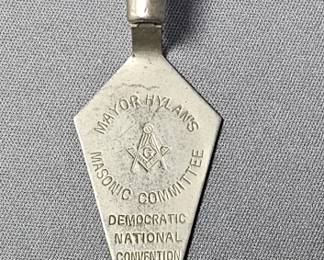 MAYOR HYLAN'S
G
MASONIC COMMITTEE
DEMOCRATIC
NATIONAL
CONVENTION